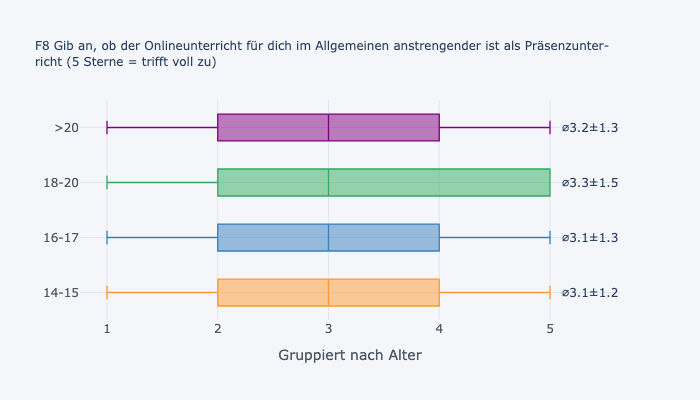 F8 Gib an, ob der Onlineunterricht für dich im Allgemeinen anstrengender ist als Präsenzunter-
richt (5 Sterne = trifft voll zu)
>20 ⌀3.2±1.3
18-20 ⌀3.3±1.5
16-17 ⌀3.1±1.3
14-15 ⌀3.1±1.2
1 2 3 4 5
Gruppiert nach Alter